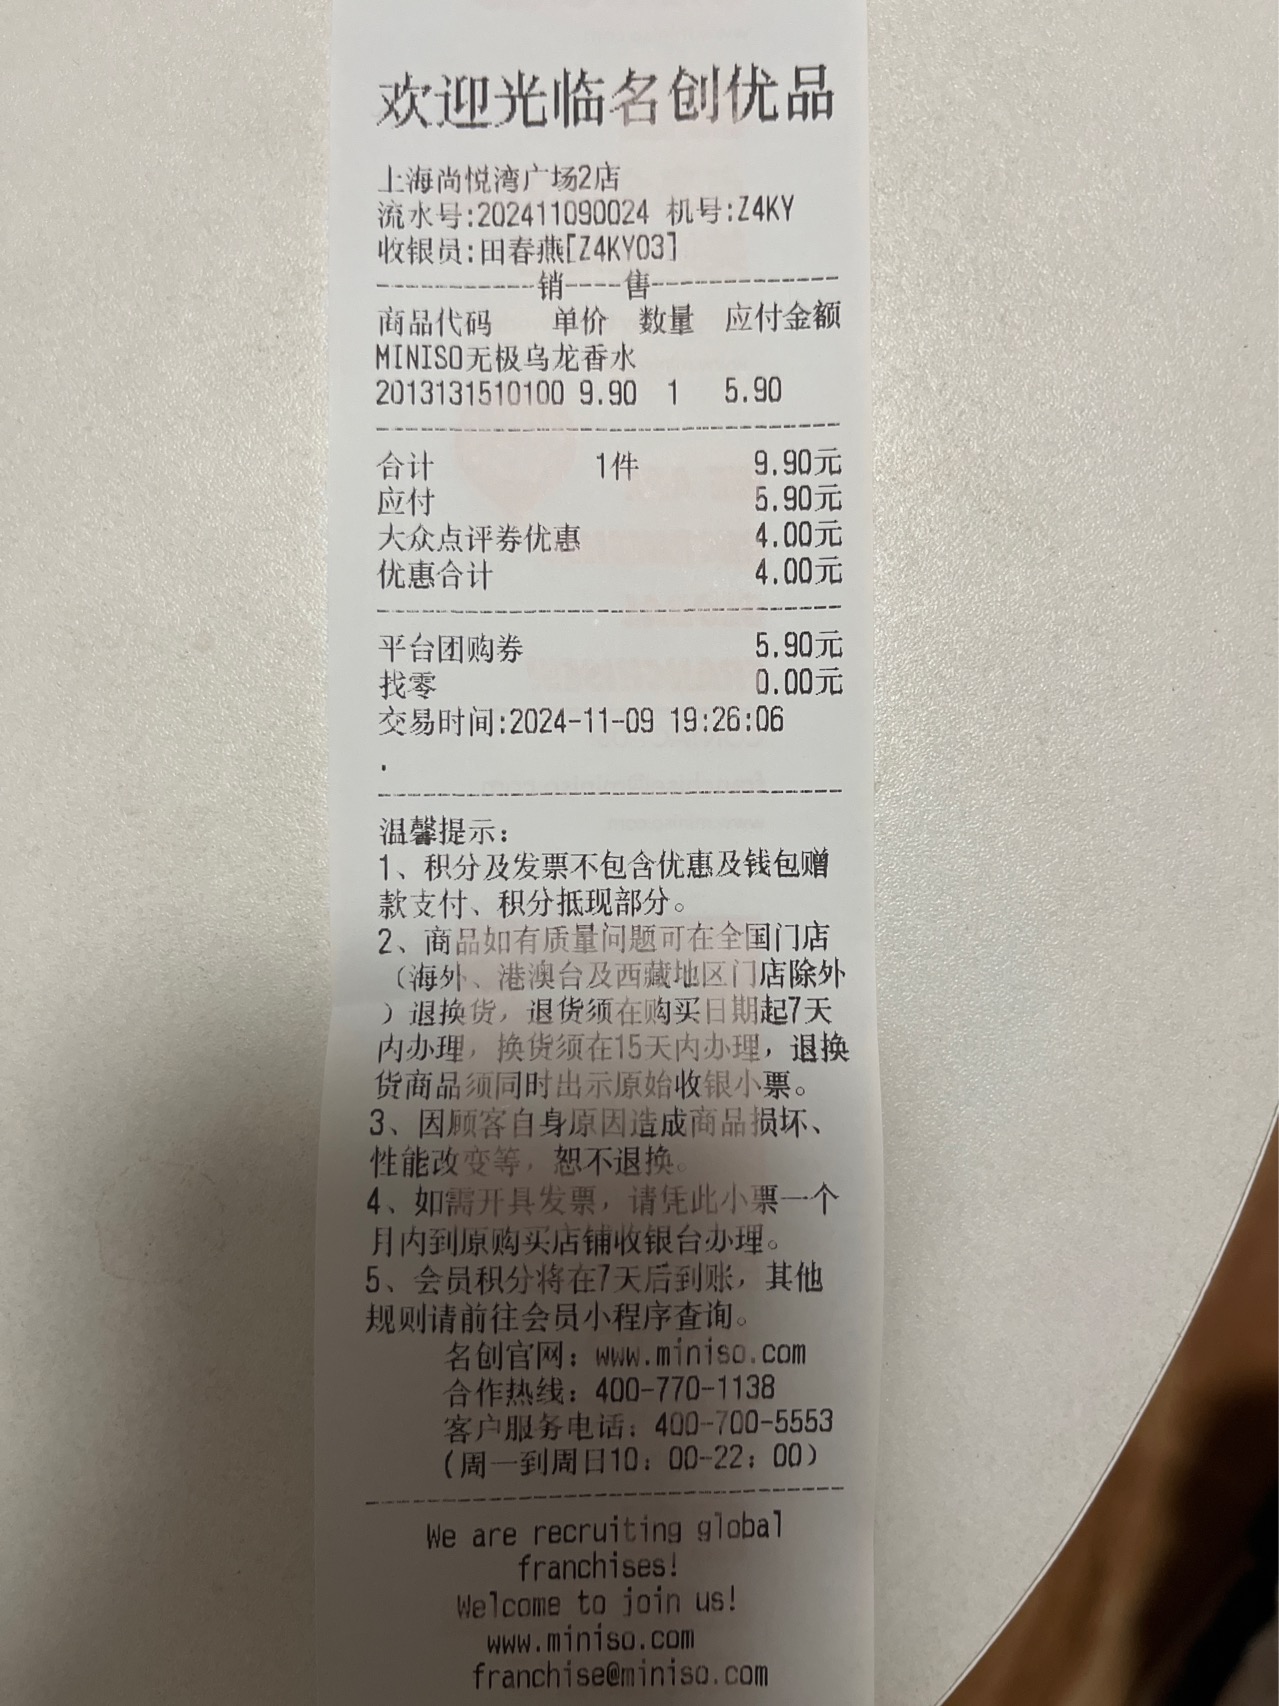 欢迎光临名创优品
上海尚悦湾广场2店
流水号:202411090024 机号:Z4KY
收银员:田春燕[Z4KY03]
-----------销----售-------------
商品代码 单价 数量 应付金额
MINISO无极乌龙香水
2013131510100 9.90 1 5.90
--------------------------------
合计 1件 9.90元
应付 5.90元
大众点评券优惠 4.00元
优惠合计 4.00元
--------------------------------
平台团购券 5.90元
找零 0.00元
交易时间:2024-11-09 19:26:06
.
--------------------------------
温馨提示:
1、积分及发票不包含优惠及钱包赠
款支付、积分抵现部分。
2、商品如有质量问题可在全国门店
（海外、港澳台及西藏地区门店除外
）退换货，退货须在购买日期起7天
内办理，换货须在15天内办理，退换
货商品须同时出示原始收银小票。
3、因顾客自身原因造成商品损坏、
性能改变等，恕不退换。
4、如需开具发票，请凭此小票一个
月内到原购买店铺收银台办理。
5、会员积分将在7天后到账，其他
规则请前往会员小程序查询。
名创官网：www.miniso.com
合作热线：400-770-1138
客户服务电话：400-700-5553
(周一到周日10：00-22：00)
--------------------------------
We are recruiting global
franchises!
Welcome to join us!
www.miniso.com
franchise@miniso.com